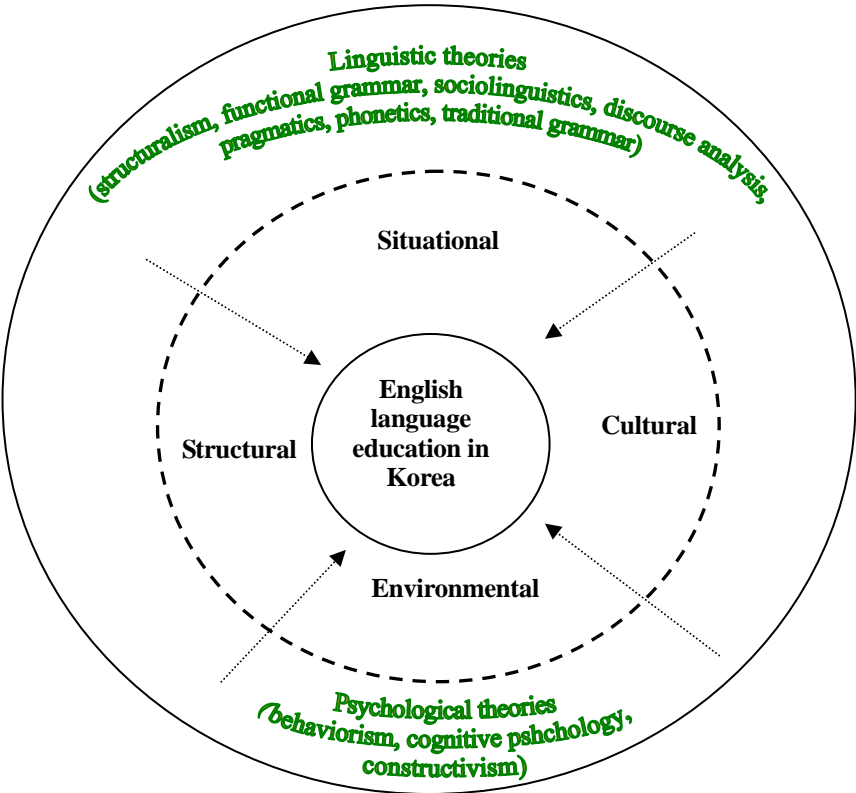 Linguistic theories
(structuralism, functional grammar, sociolinguistics, discourse analysis,
pragmatics, phonetics, traditional grammar)
Situational
English
language
education in
Korea
Cultural
Structural
Environmental
Psychological theories
(behaviorism, cognitive pshchology,
constructivism)